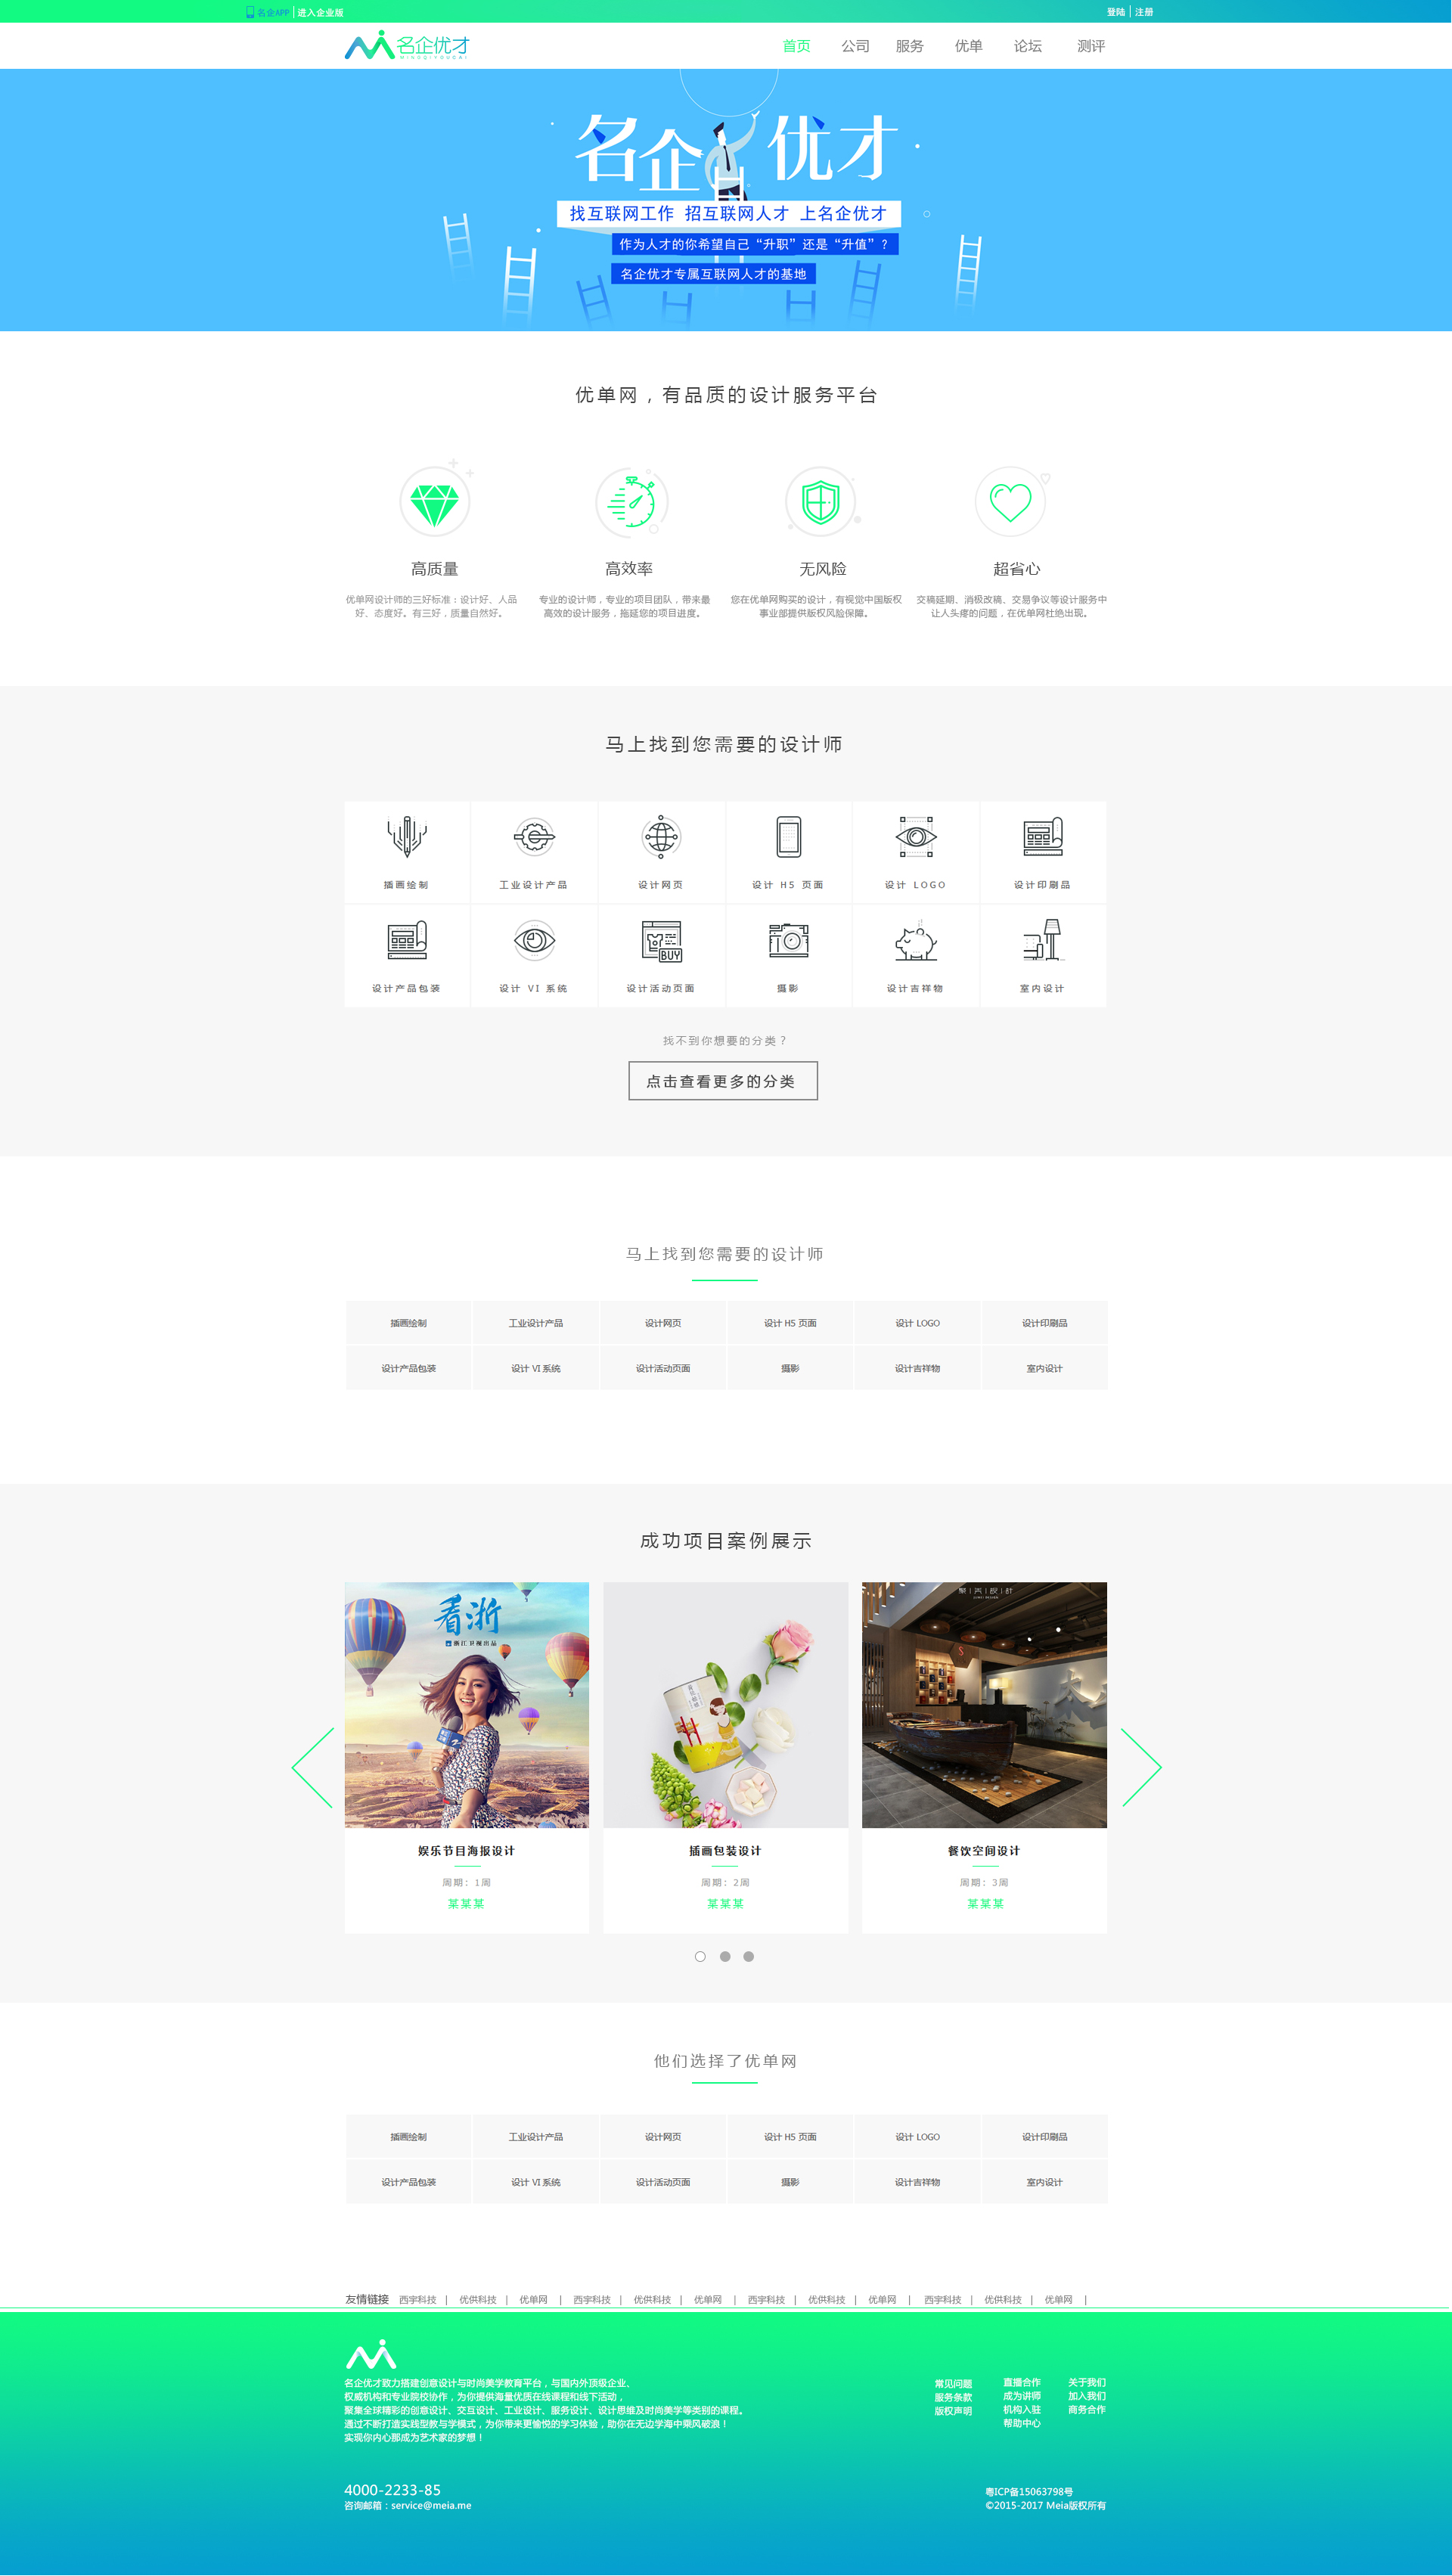 名企APP | 进入企业版
登陆 | 注册
名企优才
MINGQIYOUCAI
首页 公司 服务 优单 论坛 测评
名企优才
找互联网工作 招互联网人才 上名企优才
作为人才的你希望自己“升职”还是“升值”？
名企优才专属互联网人才的基地
优单网，有品质的设计服务平台
高质量
优单网设计师的三好标准：设计好、人品
好、态度好。有三好，质量自然好。
高效率
专业的设计师，专业的项目团队，带来最
高效的设计服务，拖延您的项目进度。
无风险
您在优单网购买的设计，有视觉中国版权
事业部提供版权风险保障。
超省心
交稿延期、消极改稿、交易争议等设计服务中
让人头疼的问题，在优单网杜绝出现。
马上找到您需要的设计师
插画绘制 工业设计产品 设计网页 设计 H5 页面 设计 LOGO 设计印刷品
BUY
设计产品包装 设计 VI 系统 设计活动页面 摄影 设计吉祥物 室内设计
找不到你想要的分类？
点击查看更多的分类
马上找到您需要的设计师
插画绘制 工业设计产品 设计网页 设计 H5 页面 设计 LOGO 设计印刷品
设计产品包装 设计 VI 系统 设计活动页面 摄影 设计吉祥物 室内设计
成功项目案例展示
看浙
浙江卫视出品
娱乐节目海报设计
周期：1周
某某某
插画包装设计
周期：2周
某某某
餐饮空间设计
周期：3周
某某某
他们选择了优单网
插画绘制 工业设计产品 设计网页 设计 H5 页面 设计 LOGO 设计印刷品
设计产品包装 设计 VI 系统 设计活动页面 摄影 设计吉祥物 室内设计
友情链接 西宇科技 | 优供科技 | 优单网 | 西宇科技 | 优供科技 | 优单网 | 西宇科技 | 优供科技 | 优单网 | 西宇科技 | 优供科技 | 优单网 |
名企优才致力搭建创意设计与时尚美学教育平台，与国内外顶级企业、
权威机构和专业院校协作，为你提供海量优质在线课程和线下活动，
聚集全球精彩的创意设计、交互设计、工业设计、服务设计、设计思维及时尚美学等类别的课程。
通过不断打造实践型教与学模式，为你带来更愉悦的学习体验，助你在无边学海中乘风破浪！
实现你内心那成为艺术家的梦想！
常见问题
服务条款
版权声明
直播合作
成为讲师
机构入驻
帮助中心
关于我们
加入我们
商务合作
4000-2233-85
咨询邮箱：service@meia.me
粤ICP备15063798号
©2015-2017 Meia版权所有